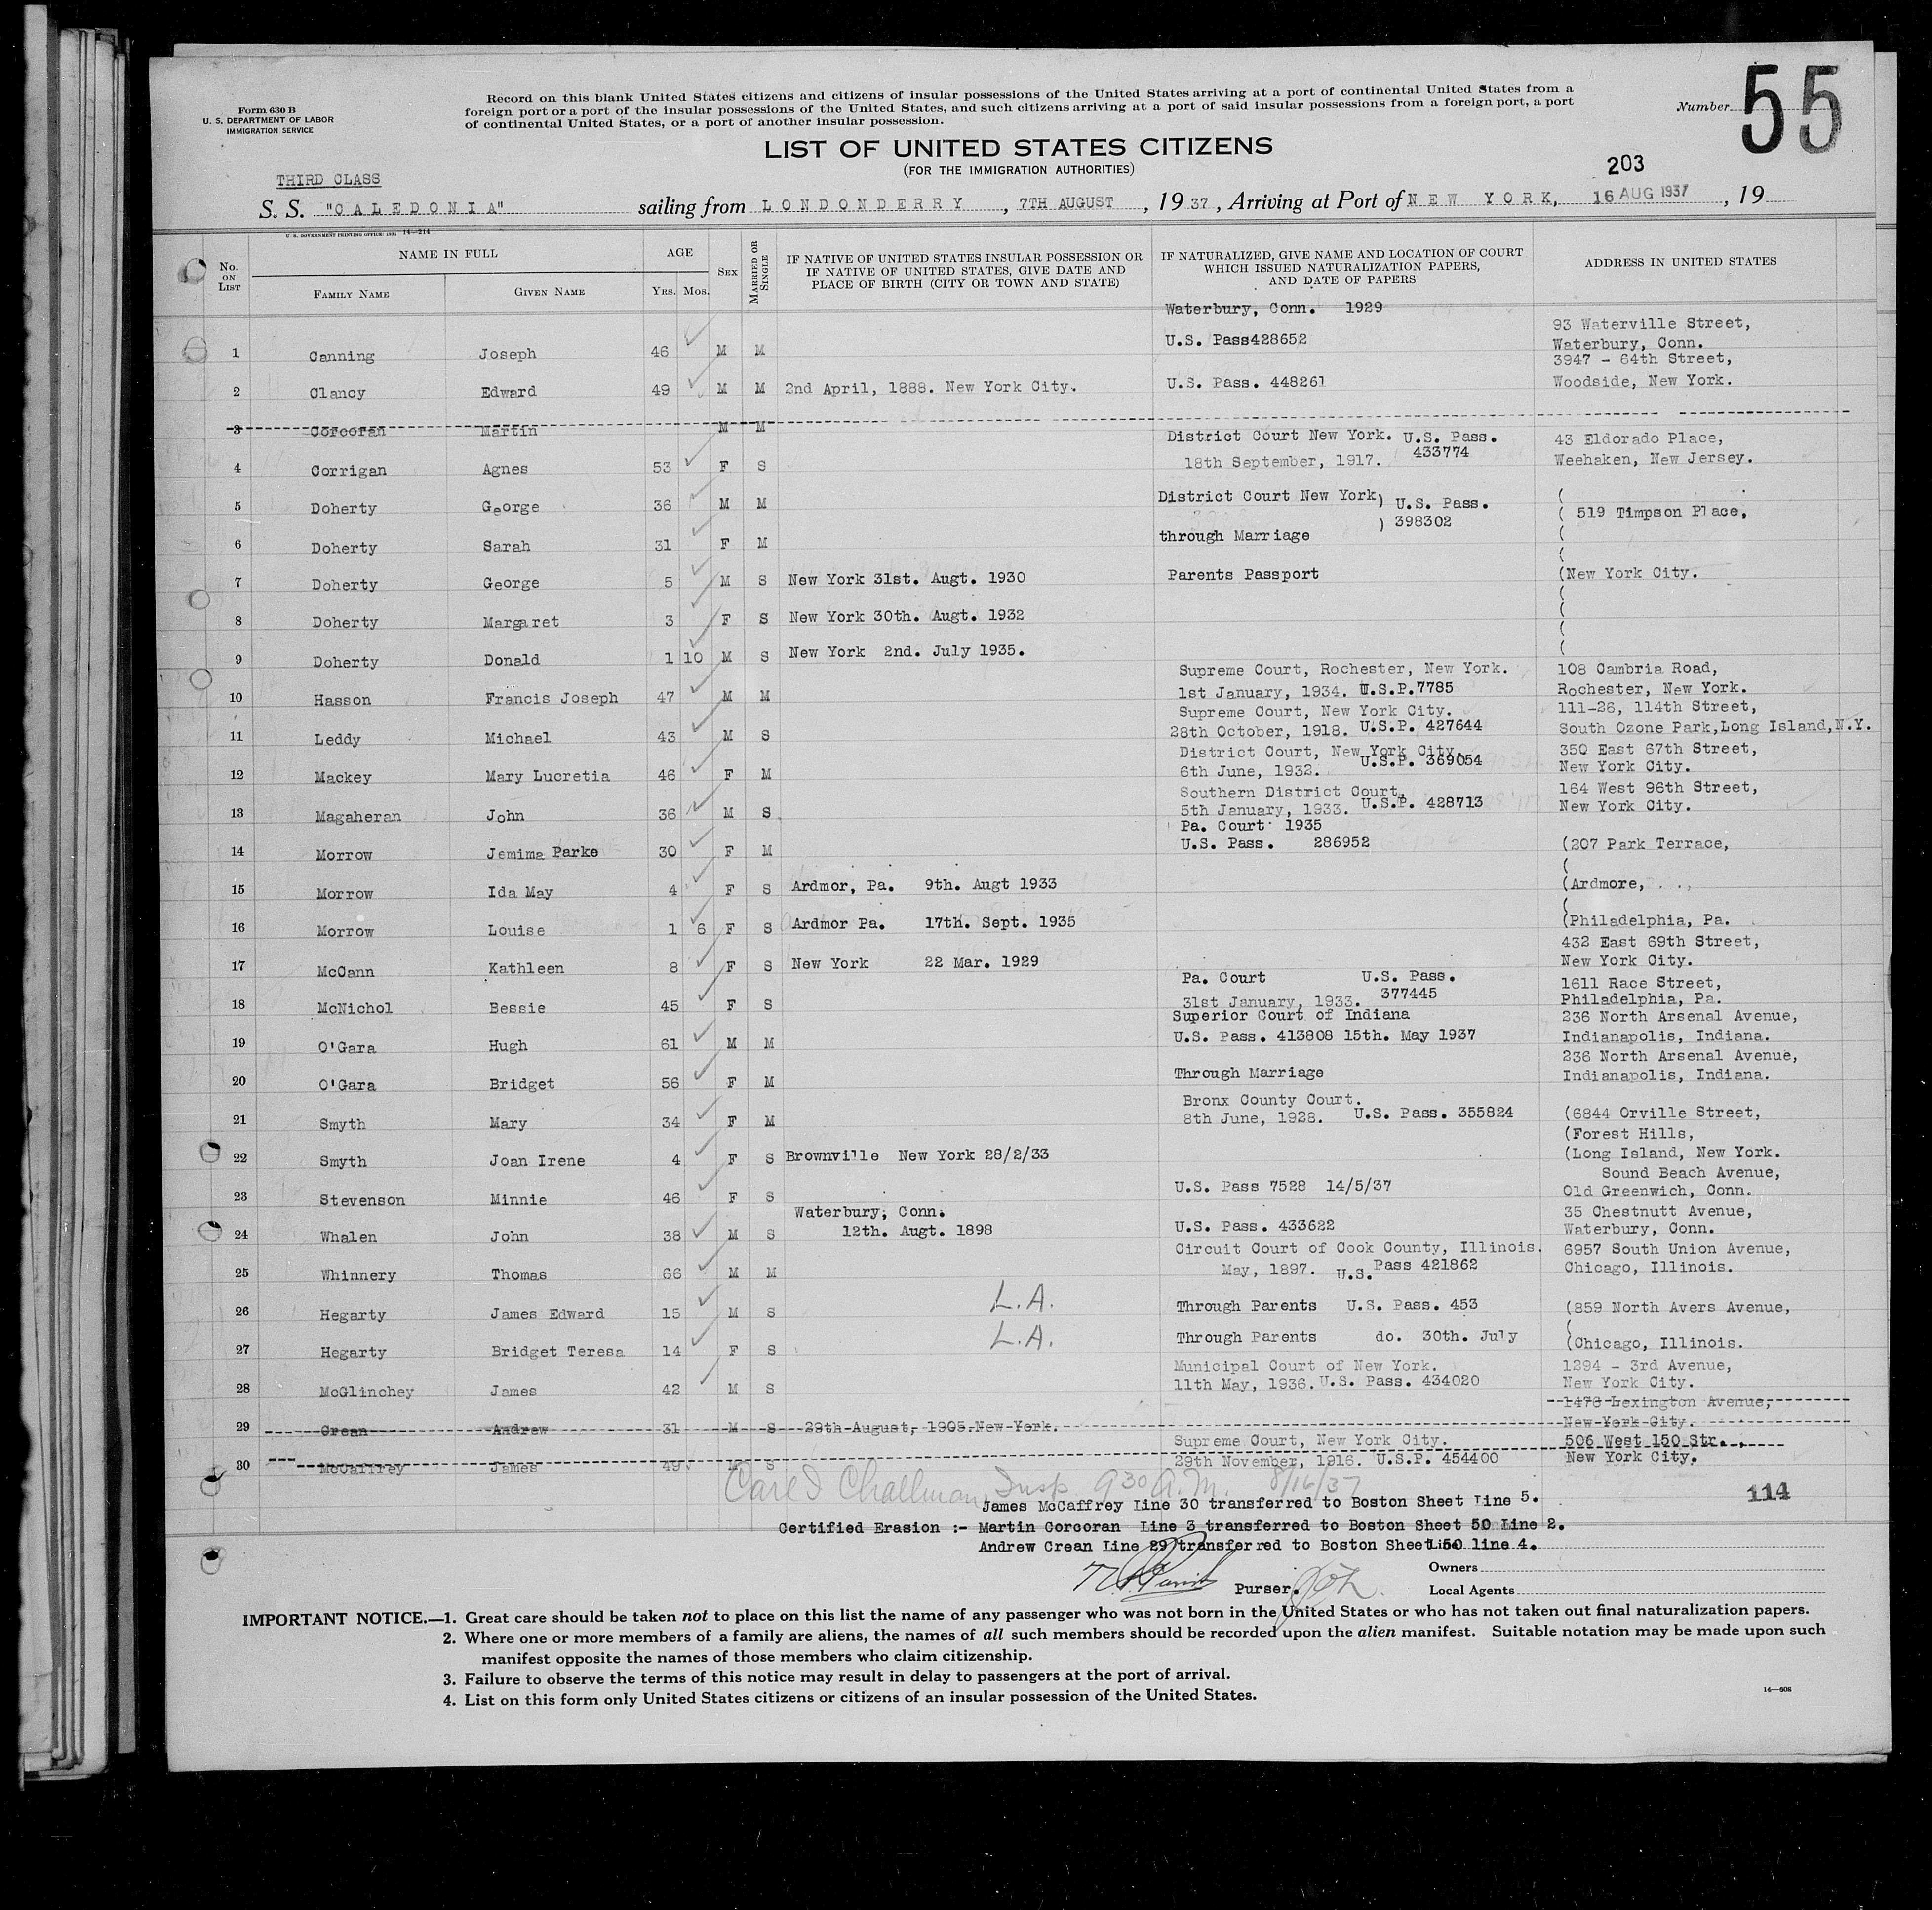 Form 630 B
U. S. DEPARTMENT OF LABOR
IMMIGRATION SERVICE
Record on this blank United States citizens and citizens of insular possessions of the United States arriving at a port of continental United States from a
foreign port or a port of the insular possessions of the United States, and such citizens arriving at a port of said insular possessions from a foreign port, a port
of continental United States, or a port of another insular possession.
Number 55
LIST OF UNITED STATES CITIZENS
(FOR THE IMMIGRATION AUTHORITIES)
203
THIRD CLASS
S. S. "CALEDONIA" sailing from LONDONDERRY, 7TH AUGUST, 1937, Arriving at Port of NEW YORK, 16 AUG 1937, 19
U. S. GOVERNMENT PRINTING OFFICE: 1931 14—214
No. ON LIST
NAME IN FULL
FAMILY NAME
GIVEN NAME
AGE
YRS. MOS.
SEX
MARRIED OR SINGLE
IF NATIVE OF UNITED STATES INSULAR POSSESSION OR
IF NATIVE OF UNITED STATES, GIVE DATE AND
PLACE OF BIRTH (CITY OR TOWN AND STATE)
IF NATURALIZED, GIVE NAME AND LOCATION OF COURT
WHICH ISSUED NATURALIZATION PAPERS,
AND DATE OF PAPERS
ADDRESS IN UNITED STATES
Waterbury, Conn. 1929
93 Waterville Street,
1 Canning Joseph 46 M M U.S. Pass428652 Waterbury, Conn.
3947 - 64th Street,
2 Clancy Edward 49 M M 2nd April, 1888. New York City. U.S. Pass. 448261 Woodside, New York.
3 Corcoran Martin M M
District Court New York. U.S. Pass. 43 Eldorado Place,
4 Corrigan Agnes 53 F S 18th September, 1917. 433774 Weehaken, New Jersey.
5 Doherty George 36 M M District Court New York) U.S. Pass. ( 519 Timpson Place,
) 398302
6 Doherty Sarah 31 F M through Marriage
7 Doherty George 5 M S New York 31st. Augt. 1930 Parents Passport (New York City.
8 Doherty Margaret 3 F S New York 30th. Augt. 1932
9 Doherty Donald 1 10 M S New York 2nd. July 1935.
Supreme Court, Rochester, New York. 108 Cambria Road,
10 Hasson Francis Joseph 47 M M 1st January, 1934. U.S.P.7785 Rochester, New York.
Supreme Court, New York City. 111-26, 114th Street,
11 Leddy Michael 43 M S 28th October, 1918. U.S.P. 427644 South Ozone Park,Long Island,N.Y.
District Court, New York City. 350 East 67th Street,
12 Mackey Mary Lucretia 46 F M 6th June, 1932. U.S.P. 369054 New York City.
Southern District Court, 164 West 96th Street,
13 Magaheran John 36 M S 5th January, 1933. U.S.P. 428713 New York City.
Pa. Court 1935
14 Morrow Jemima Parke 30 F M U.S. Pass. 286952 (207 Park Terrace,
15 Morrow Ida May 4 F S Ardmor, Pa. 9th. Augt 1933 (Ardmore,
16 Morrow Louise 1 6 F S Ardmor Pa. 17th. Sept. 1935 (Philadelphia, Pa.
432 East 69th Street,
17 McCann Kathleen 8 F S New York 22 Mar. 1929 New York City.
Pa. Court U.S. Pass. 1611 Race Street,
18 McNichol Bessie 45 F S 31st January, 1933. 377445 Philadelphia, Pa.
Superior Court of Indiana 236 North Arsenal Avenue,
19 O'Gara Hugh 61 M M U.S. Pass. 413808 15th. May 1937 Indianapolis, Indiana.
236 North Arsenal Avenue,
20 O'Gara Bridget 56 F M Through Marriage Indianapolis, Indiana.
Bronx County Court.
21 Smyth Mary 34 F M 8th June, 1928. U.S. Pass. 355824 (6844 Orville Street,
(Forest Hills,
22 Smyth Joan Irene 4 F S Brownville New York 28/2/33 (Long Island, New York.
Sound Beach Avenue,
23 Stevenson Minnie 46 F S U.S. Pass 7528 14/5/37 Old Greenwich, Conn.
Waterbury, Conn. 35 Chestnutt Avenue,
24 Whalen John 38 M S 12th. Augt. 1898 U.S. Pass. 433622 Waterbury, Conn.
Circuit Court of Cook County, Illinois. 6957 South Union Avenue,
25 Whinnery Thomas 66 M M May, 1897. U.S. Pass 421862 Chicago, Illinois.
26 Hegarty James Edward 15 M S L.A. Through Parents U.S. Pass. 453 (859 North Avers Avenue,
27 Hegarty Bridget Teresa 14 F S L.A. Through Parents do. 30th. July (Chicago, Illinois.
Municipal Court of New York. 1294 - 3rd Avenue,
28 McGlinchey James 42 M S 11th May, 1936. U.S. Pass. 434020 New York City.
1478 Lexington Avenue,
29 Crean Andrew 31 M S 29th August, 1905. New York. New York City.
Supreme Court, New York City. 506 West 150 Str.,
30 McCaffrey James 49 M S 29th November, 1916. U.S.P. 454400 New York City.
Insp 9 30 A.M. 8/16/37
James McCaffrey Line 30 transferred to Boston Sheet Line 5.
114
Certified Erasion :- Martin Corcoran Line 3 transferred to Boston Sheet 50 Line 2.
Andrew Crean Line 29 transferred to Boston Sheet 50 line 4.
Line
Owners
Purser.
Local Agents
IMPORTANT NOTICE.—1. Great care should be taken not to place on this list the name of any passenger who was not born in the United States or who has not taken out final naturalization papers.
2. Where one or more members of a family are aliens, the names of all such members should be recorded upon the alien manifest. Suitable notation may be made upon such
manifest opposite the names of those members who claim citizenship.
3. Failure to observe the terms of this notice may result in delay to passengers at the port of arrival.
4. List on this form only United States citizens or citizens of an insular possession of the United States.
14—608